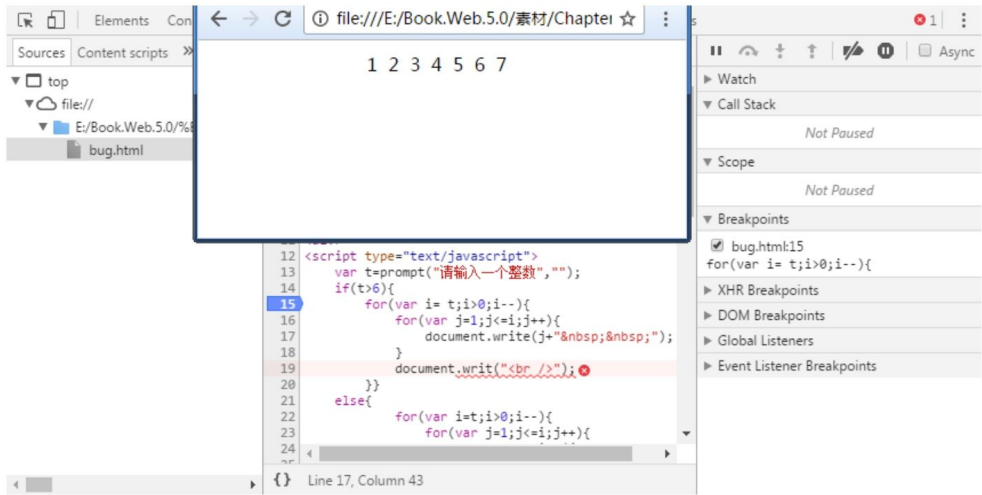 Elements Con
1
Sources Content scripts »
top
file://
E:/Book.Web.5.0/%E
bug.html
file:///E:/Book.Web.5.0/素材/Chapter
1 2 3 4 5 6 7
12 <script type="text/javascript">
13 var t=prompt("请输入一个整数","");
14 if(t>6){
15 for(var i= t;i>0;i--){
16 for(var j=1;j<=i;j++){
17 document.write(j+"&nbsp;&nbsp;");
18 }
19 document.writ("<br />");
20 }}
21 else{
22 for(var i=t;i>0;i--){
23 for(var j=1;j<=i;j++){
24
{} Line 17, Column 43
Async
Watch
Call Stack
Not Paused
Scope
Not Paused
Breakpoints
bug.html:15
for(var i= t;i>0;i--){
XHR Breakpoints
DOM Breakpoints
Global Listeners
Event Listener Breakpoints